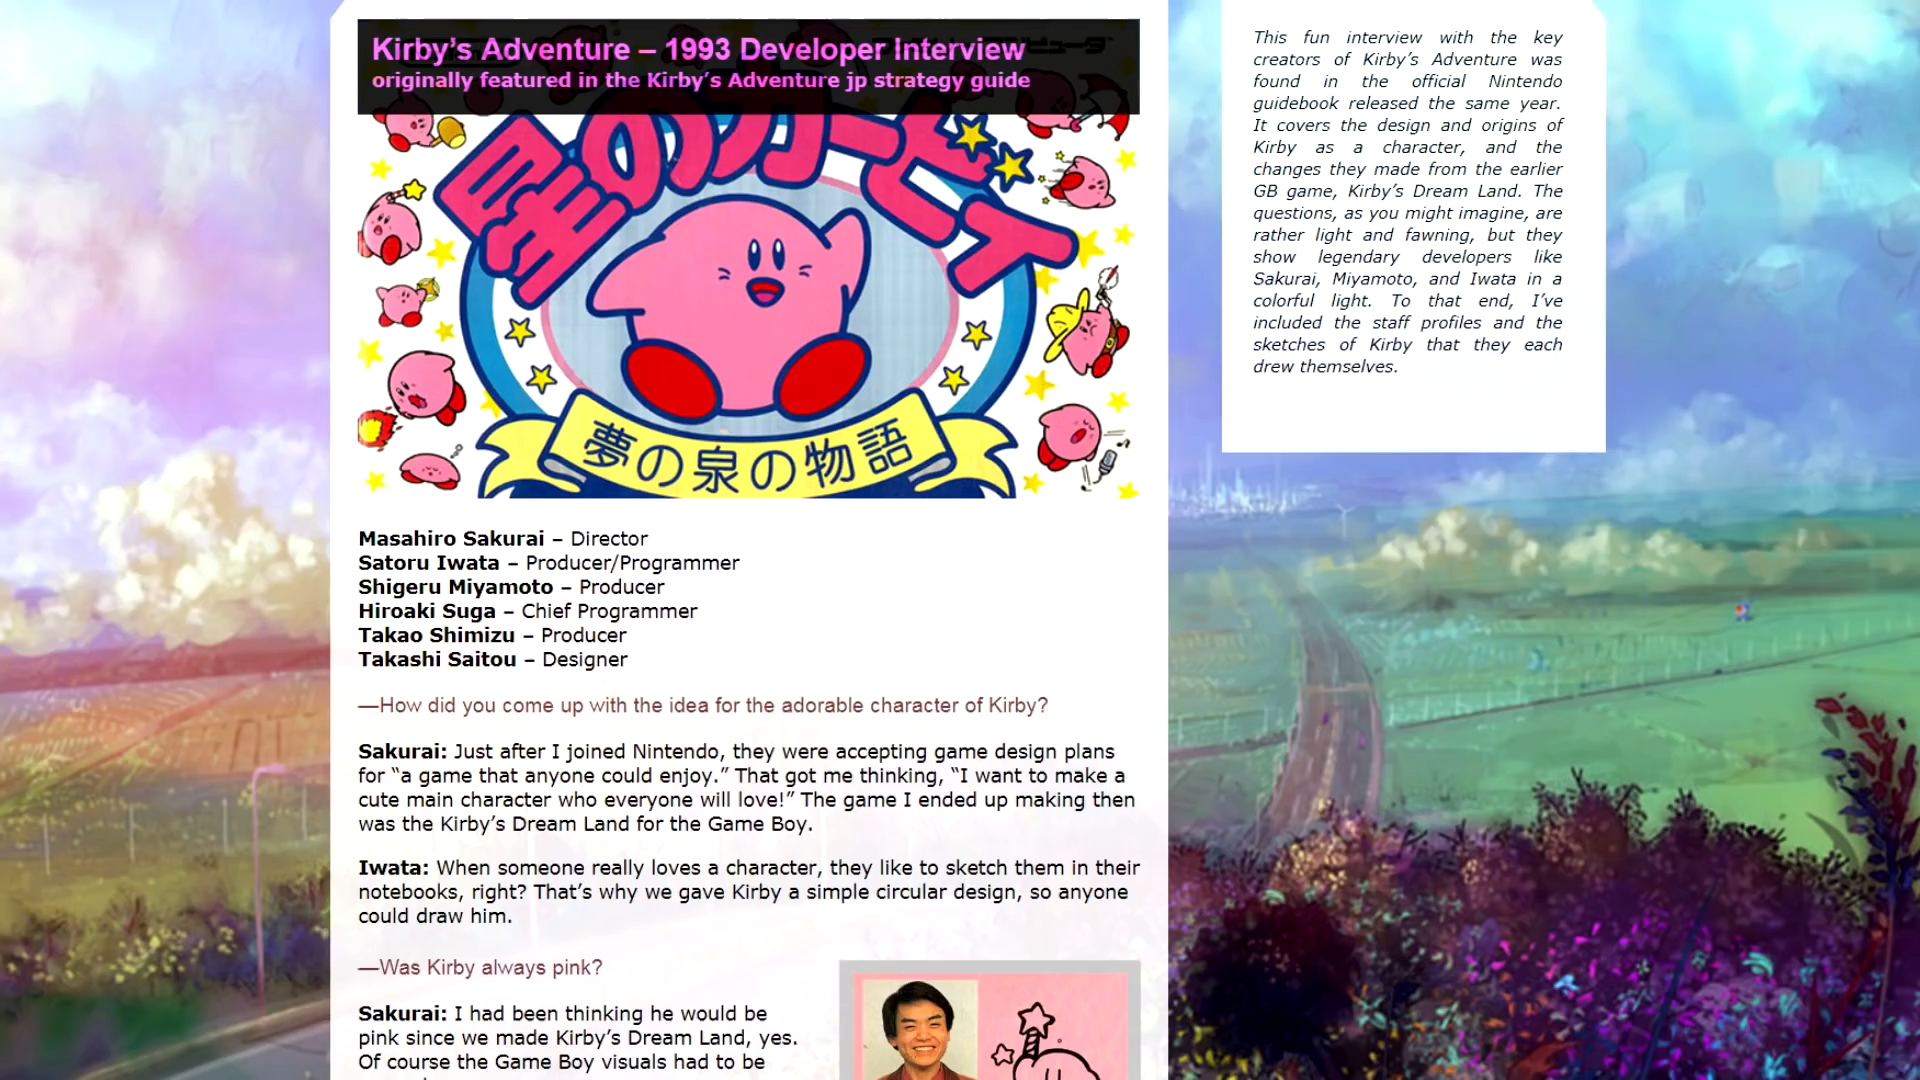 Kirby’s Adventure – 1993 Developer Interview
originally featured in the Kirby’s Adventure jp strategy guide
星のカービィ
夢の泉の物語
Masahiro Sakurai – Director
Satoru Iwata – Producer/Programmer
Shigeru Miyamoto – Producer
Hiroaki Suga – Chief Programmer
Takao Shimizu – Producer
Takashi Saitou – Designer
—How did you come up with the idea for the adorable character of Kirby?
Sakurai: Just after I joined Nintendo, they were accepting game design plans
for “a game that anyone could enjoy.” That got me thinking, “I want to make a
cute main character who everyone will love!” The game I ended up making then
was the Kirby’s Dream Land for the Game Boy.
Iwata: When someone really loves a character, they like to sketch them in their
notebooks, right? That’s why we gave Kirby a simple circular design, so anyone
could draw him.
—Was Kirby always pink?
Sakurai: I had been thinking he would be
pink since we made Kirby’s Dream Land, yes.
Of course the Game Boy visuals had to be
This fun interview with the key
creators of Kirby’s Adventure was
found in the official Nintendo
guidebook released the same year.
It covers the design and origins of
Kirby as a character, and the
changes they made from the earlier
GB game, Kirby’s Dream Land. The
questions, as you might imagine, are
rather light and fawning, but they
show legendary developers like
Sakurai, Miyamoto, and Iwata in a
colorful light. To that end, I’ve
included the staff profiles and the
sketches of Kirby that they each
drew themselves.